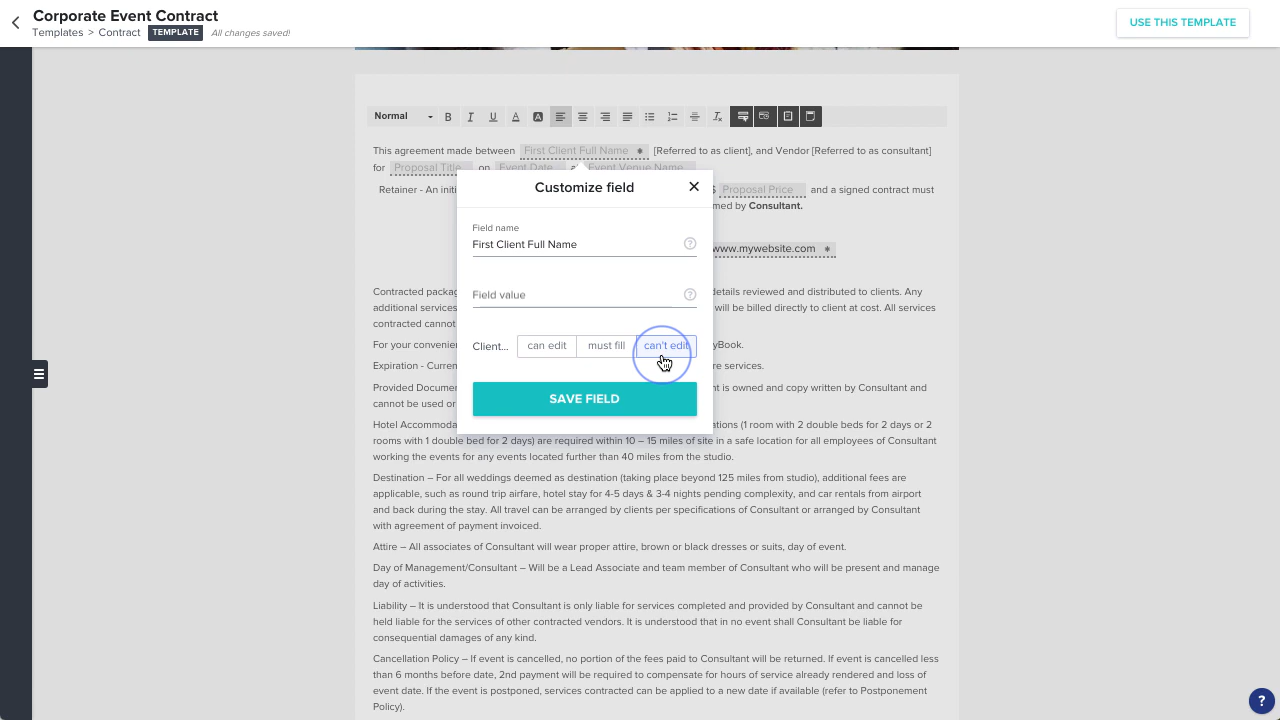 Corporate Event Contract
Templates > Contract TEMPLATE All changes saved!
USE THIS TEMPLATE
Normal B I U A A
This agreement made between First Client Full Name * [Referred to as client], and Vendor [Referred to as consultant]
for Proposal Title on Event Date a Event Venue Name
Retainer - An initi $ Proposal Price and a signed contract must
med by Consultant.
www.mywebsite.com *
Customize field
Field name
First Client Full Name
Field value
Client... can edit must fill can't edit
SAVE FIELD
Contracted packag details reviewed and distributed to clients. Any
additional services will be billed directly to client at cost. All services
contracted cannot
For your convenien yBook.
Expiration - Curren re services.
Provided Documen nt is owned and copy written by Consultant and
cannot be used or
Hotel Accommoda ations (1 room with 2 double beds for 2 days or 2
rooms with 1 double bed for 2 days) are required within 10 – 15 miles of site in a safe location for all employees of Consultant
working the events for any events located further than 40 miles from the studio.
Destination – For all weddings deemed as destination (taking place beyond 125 miles from studio), additional fees are
applicable, such as round trip airfare, hotel stay for 4-5 days & 3-4 nights pending complexity, and car rentals from airport
and back during the stay. All travel can be arranged by clients per specifications of Consultant or arranged by Consultant
with agreement of payment invoiced.
Attire – All associates of Consultant will wear proper attire, brown or black dresses or suits, day of event.
Day of Management/Consultant – Will be a Lead Associate and team member of Consultant who will be present and manage
day of activities.
Liability – It is understood that Consultant is only liable for services completed and provided by Consultant and cannot be
held liable for the services of other contracted vendors. It is understood that in no event shall Consultant be liable for
consequential damages of any kind.
Cancellation Policy – If event is cancelled, no portion of the fees paid to Consultant will be returned. If event is cancelled less
than 6 months before date, 2nd payment will be required to compensate for hours of service already rendered and loss of
event date. If the event is postponed, services contracted can be applied to a new date if available (refer to Postponement
Policy).
?